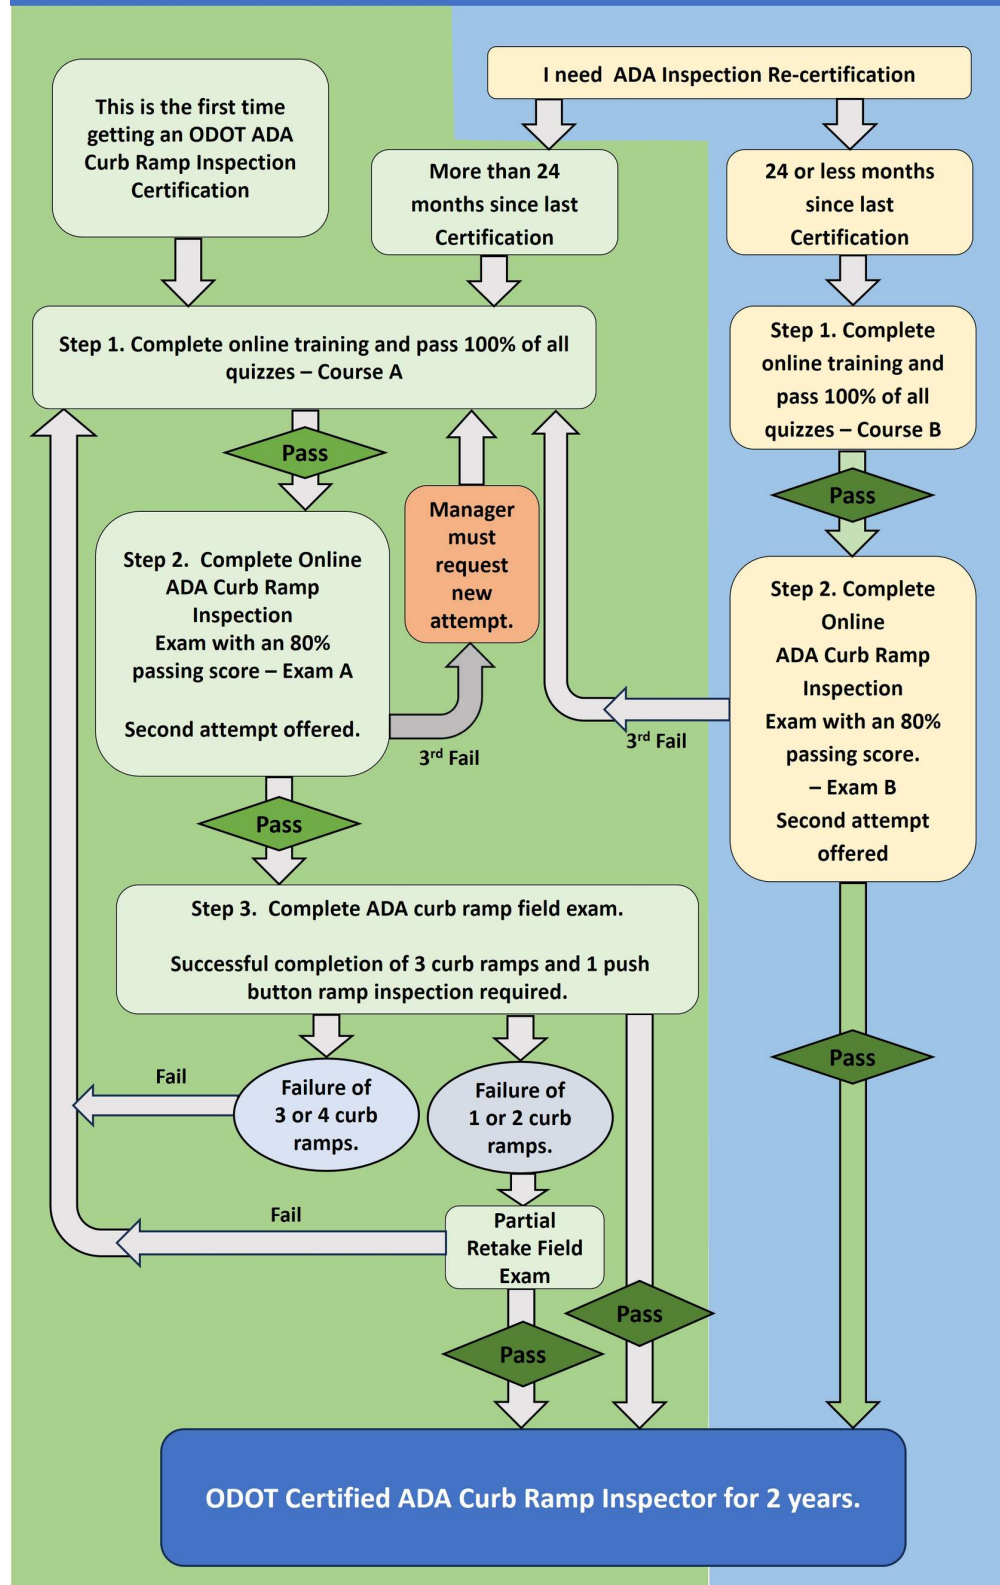 This is the first time
getting an ODOT ADA
Curb Ramp Inspection
Certification
I need  ADA Inspection Re-certification
More than 24
months since last
Certification
24 or less months
since last
Certification
Step 1. Complete online training and pass 100% of all
quizzes – Course A
Step 1. Complete
online training and
pass 100% of all
quizzes – Course B
Pass
Pass
Manager
must
request
new
attempt.
Step 2.  Complete Online
ADA Curb Ramp
Inspection
Exam with an 80%
passing score – Exam A
Second attempt offered.
3rd Fail
3rd Fail
Step 2. Complete
Online
ADA Curb Ramp
Inspection
Exam with an 80%
passing score.
– Exam B
Second attempt
offered
Pass
Step 3.  Complete ADA curb ramp field exam.
Successful completion of 3 curb ramps and 1 push
button ramp inspection required.
Pass
Fail
Failure of
3 or 4 curb
ramps.
Failure of
1 or 2 curb
ramps.
Fail
Partial
Retake Field
Exam
Pass
Pass
ODOT Certified ADA Curb Ramp Inspector for 2 years.